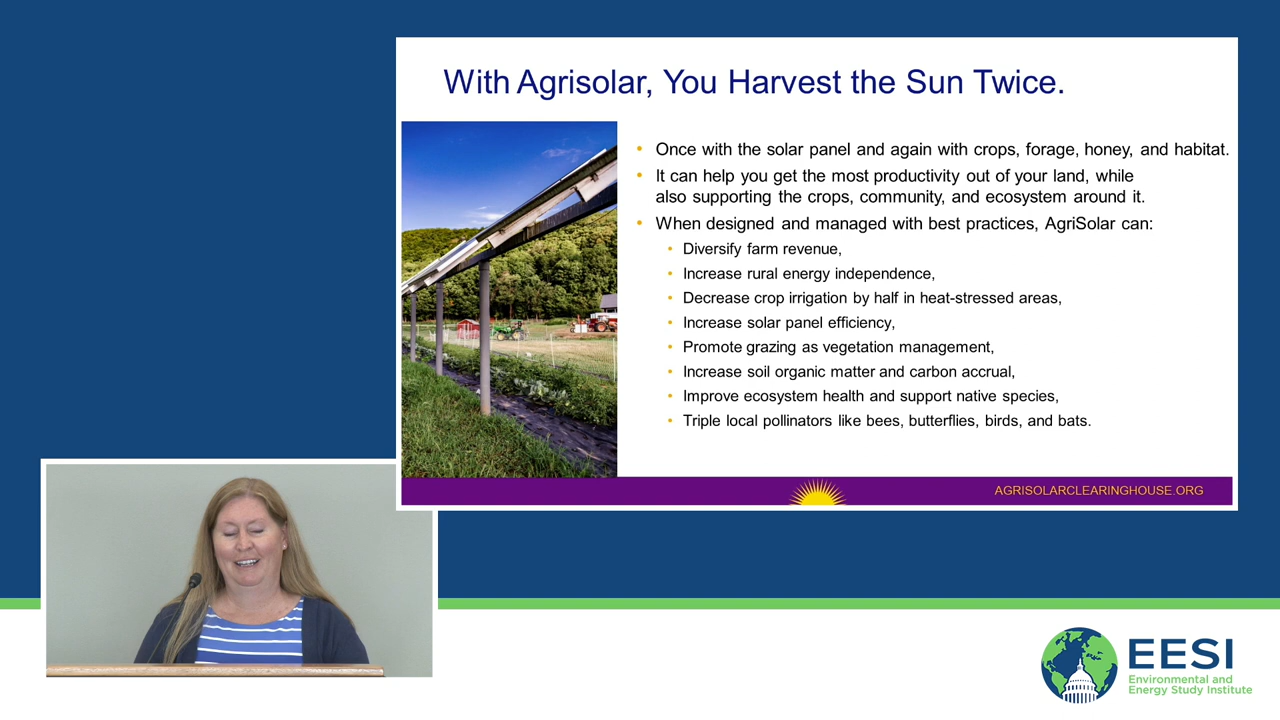 With Agrisolar, You Harvest the Sun Twice.
• Once with the solar panel and again with crops, forage, honey, and habitat.
• It can help you get the most productivity out of your land, while
also supporting the crops, community, and ecosystem around it.
• When designed and managed with best practices, AgriSolar can:
• Diversify farm revenue,
• Increase rural energy independence,
• Decrease crop irrigation by half in heat-stressed areas,
• Increase solar panel efficiency,
• Promote grazing as vegetation management,
• Increase soil organic matter and carbon accrual,
• Improve ecosystem health and support native species,
• Triple local pollinators like bees, butterflies, birds, and bats.
AGRISOLARCLEARINGHOUSE.ORG
EESI
Environmental and
Energy Study Institute